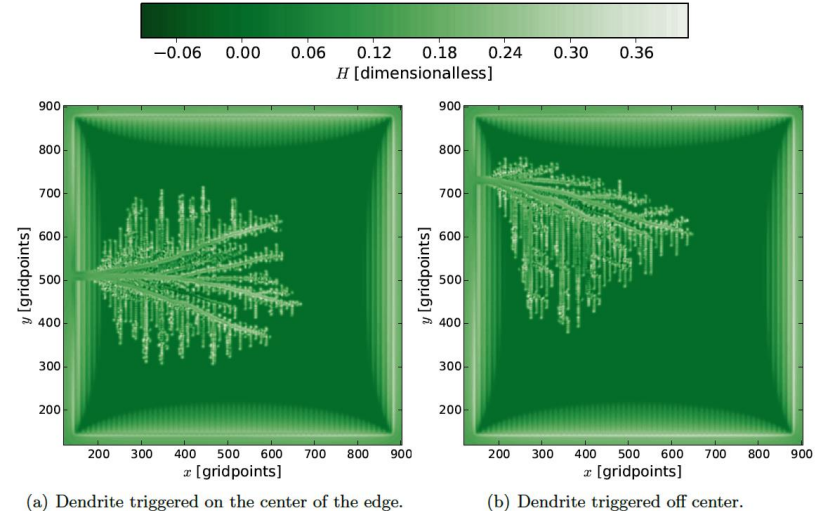 −0.06 0.00 0.06 0.12 0.18 0.24 0.30 0.36
H [dimensionalless]
900
800
700
600
500
400
300
200
y [gridpoints]
200 300 400 500 600 700 800 900
x [gridpoints]
(a) Dendrite triggered on the center of the edge.
900
800
700
600
500
400
300
200
y [gridpoints]
200 300 400 500 600 700 800 900
x [gridpoints]
(b) Dendrite triggered off center.